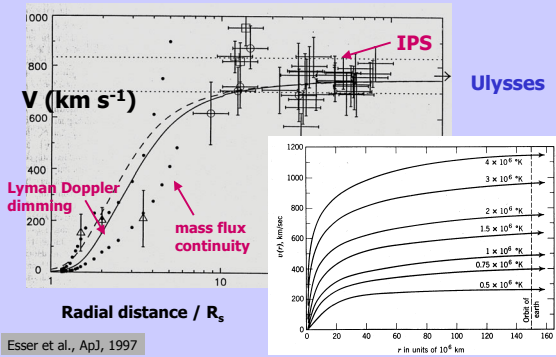 1000
IPS
800
Ulysses
V (km s-1)
600
400
Lyman Doppler
dimming
200
mass flux
continuity
0
1
10
Radial distance / Rs
Esser et al., ApJ, 1997
1200
1000
800
600
400
200
0
v(r), km/sec
4 × 10⁶ °K
3 × 10⁶ °K
2 × 10⁶ °K
1.5 × 10⁶ °K
1 × 10⁶ °K
0.75 × 10⁶ °K
0.5 × 10⁶ °K
Orbit of
earth
0 20 40 60 80 100 120 140 160
r in units of 10⁶ km